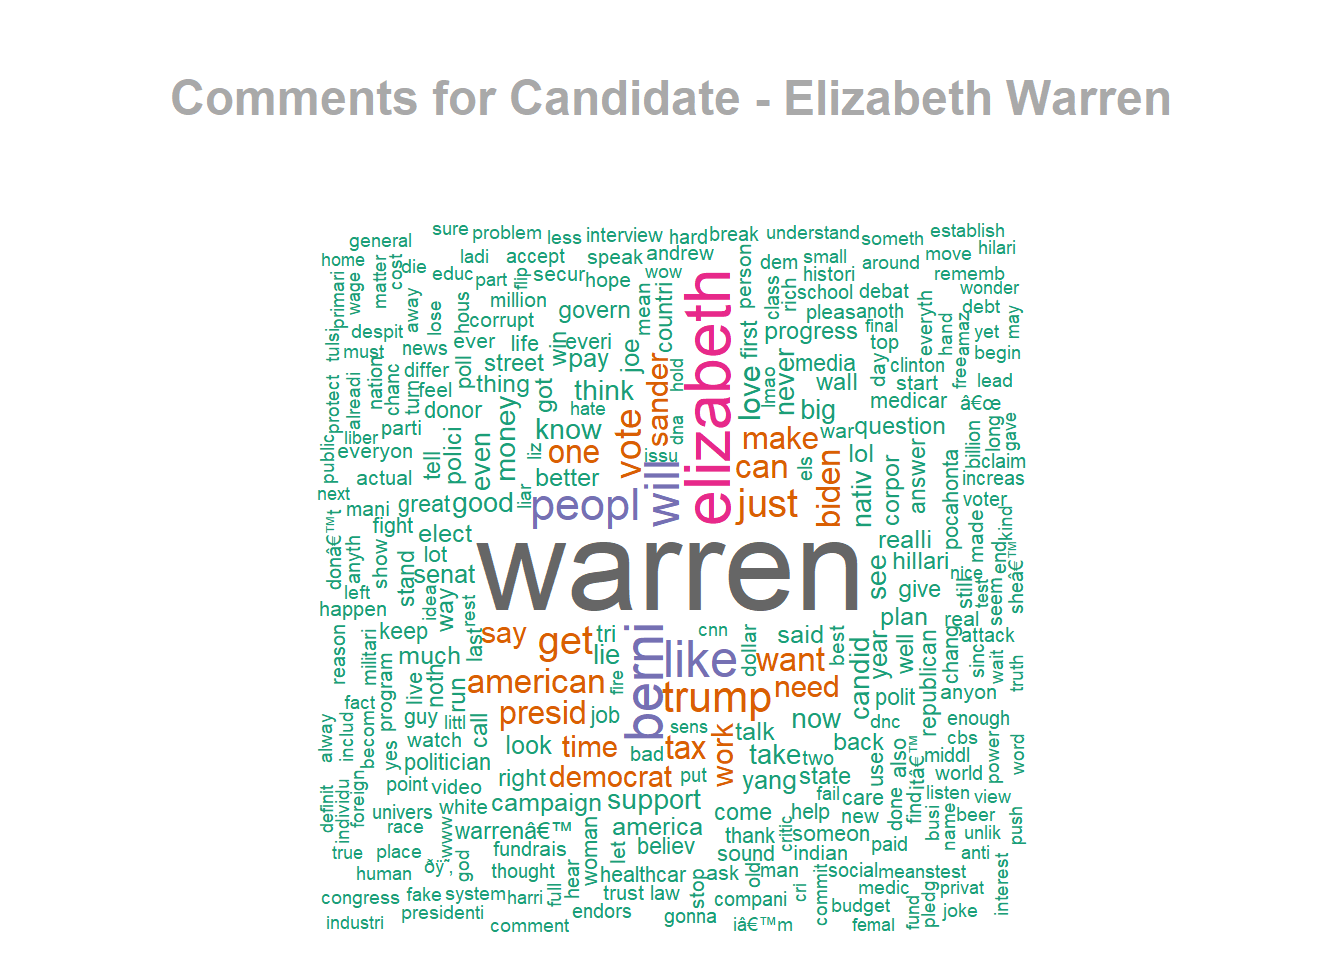 Comments for Candidate - Elizabeth Warren
sure problem less interview hard break understand someth establish
general
home die ladi accept speak andrew dem small around move hilari
cost matter wage primari
educ part flip secur hope wow person histori rememb
million govern mean countri class rich school debat wonder
away lose hous corrupt pleas anoth everyth hand debt may
despit ever life win everi joe first progress final amaz yet
tulsi must news street pay sander elizabeth love never media top day clinton free begin
nation chanc turn differ feel poll thing got think hold lmao wall start lead
protect alreadi donor hate vote dna big medicar â€œ
liber parti know make war question long gave
public everyon tell polici even money liz one issu can els lol billion
actual better biden nativ corpor answer bclaim increas
next mani great good liar peopl will just pocahonta voter
donâ€™t anyth fight show stand elect realli made end kind
lot senat warren see hillari nice sheâ€™
left idea way rest give still test seem
happen plan real
reason militari keep last say get tri cnn dollar said best year well chang attack
much lie berni like want candid republican sinc wait truth
program live noth run american fire trump need polit anyon
fact
alway includ becom yes guy littl call presid job sens now dnc enough
watch look time bad tax work talk back also cbs power word
politician right democrat put take two use middl
definit individu foreign point video yang state findl itâ€™ world
univers white campaign support come fail help care done listen view
race www warrenâ€™ america critic new busi name beer push
true place god fundrais woman let believ thank someon paid unlik
human ðŸ˜‚ thought hear healthcar sound indian anti
ask old man social meanstest
congress fake system harri full trust law stop compani cri commit medic privat interest
presidenti endors gonna budget fund pledg joke
industri comment iâ€™m femal